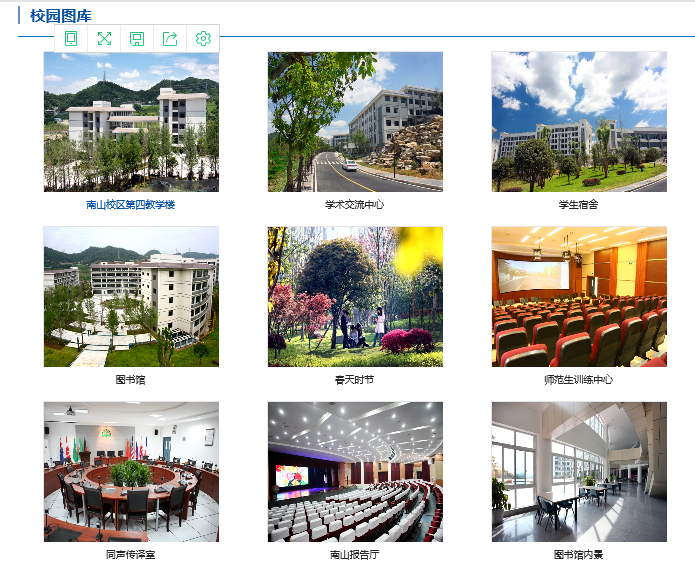 校园图库
南山校区第四教学楼
学术交流中心
学生宿舍
图书馆
春天时节
师范生训练中心
同声传译室
南山报告厅
图书馆内景